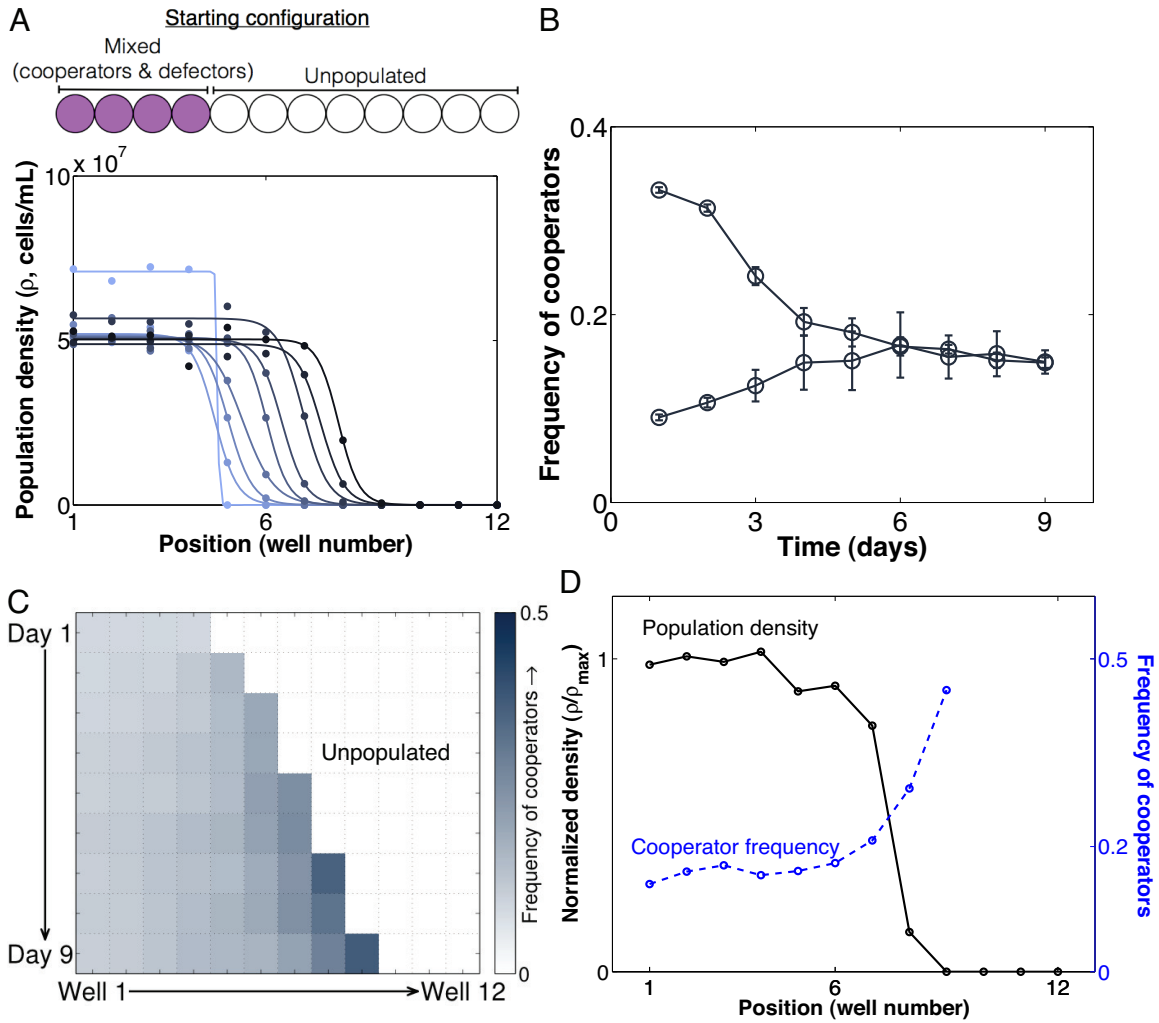 A
Starting configuration
Mixed
(cooperators & defectors)
Unpopulated
10
x 10^7
5
0
1
6
12
Population density (ρ, cells/mL)
Position (well number)
B
0.4
0.2
0
0
3
6
9
Frequency of cooperators
Time (days)
C
Day 1
Day 9
Well 1
Well 12
Unpopulated
0.5
0
Frequency of cooperators →
D
Population density
Cooperator frequency
1
0
0.5
0.2
0
1
6
12
Normalized density (ρ/ρmax)
Frequency of cooperators
Position (well number)